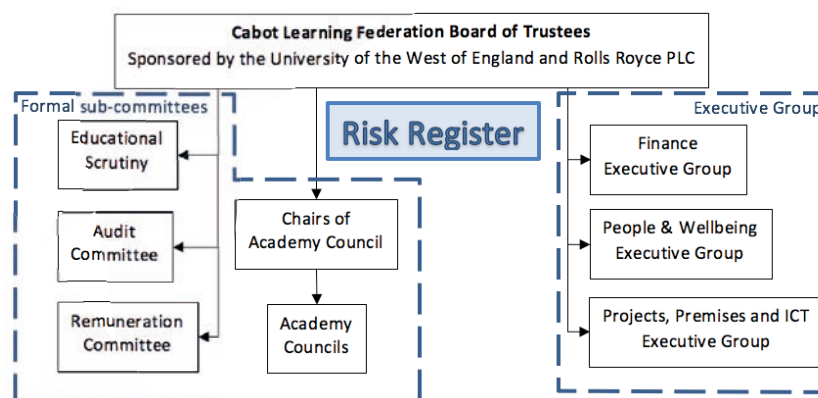 Cabot Learning Federation Board of Trustees
Sponsored by the University of the West of England and Rolls Royce PLC
Formal sub-committees
Executive Group
Risk Register
Educational
Scrutiny
Audit
Committee
Remuneration
Committee
Chairs of
Academy Council
Academy
Councils
Finance
Executive Group
People & Wellbeing
Executive Group
Projects, Premises and ICT
Executive Group